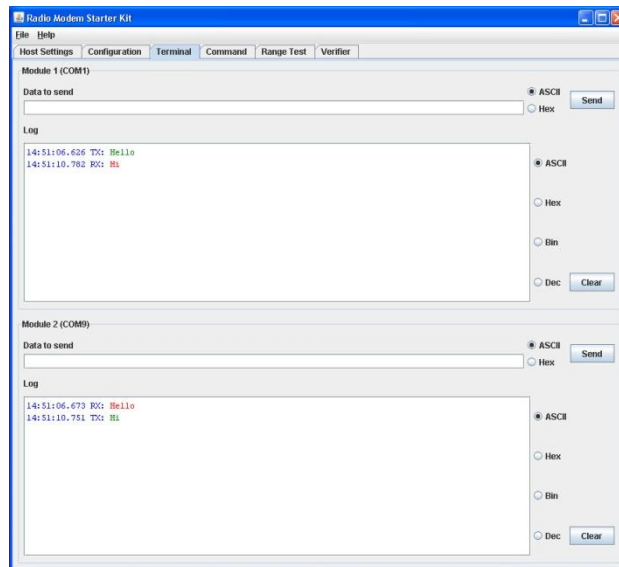 Radio Modem Starter Kit
File Help
Host Settings Configuration Terminal Command Range Test Verifier
Module 1 (COM1)
Data to send
ASCII
Hex
Send
Log
14:51:06.626 TX: Hello
14:51:10.782 RX: Hi
ASCII
Hex
Bin
Dec
Clear
Module 2 (COM9)
Data to send
ASCII
Hex
Send
Log
14:51:06.673 RX: Hello
14:51:10.751 TX: Hi
ASCII
Hex
Bin
Dec
Clear